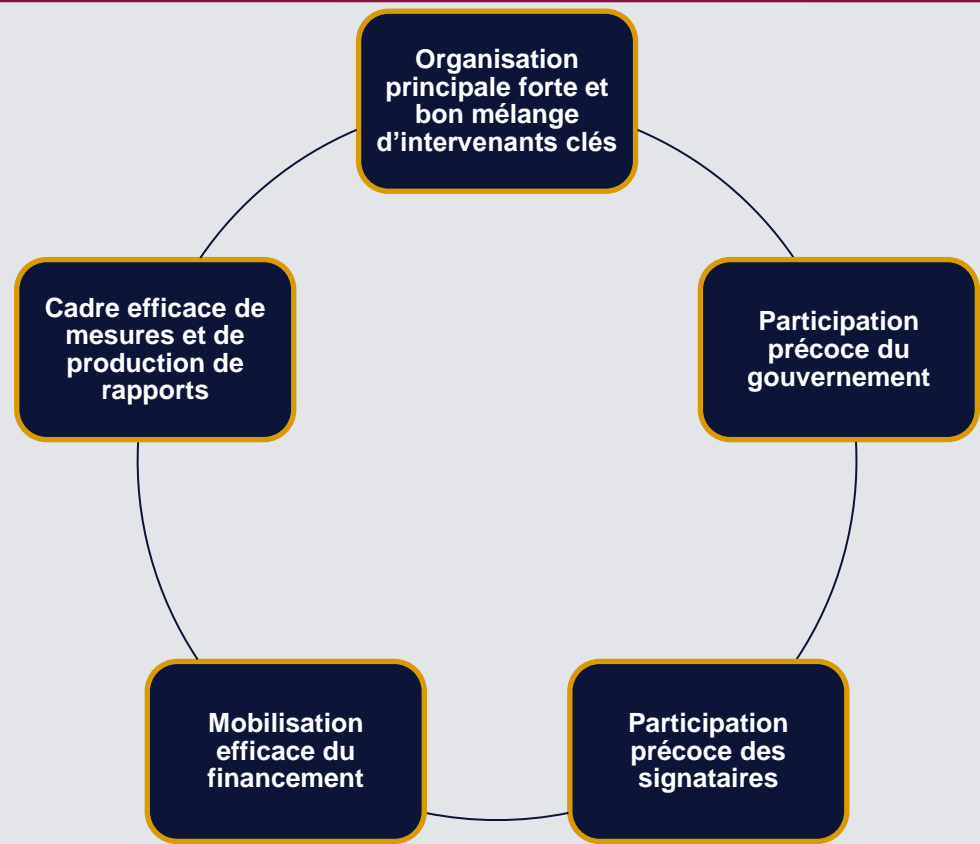 Organisation
principale forte et
bon mélange
d’intervenants clés
Participation
précoce du
gouvernement
Participation
précoce des
signataires
Mobilisation
efficace du
financement
Cadre efficace de
mesures et de
production de
rapports